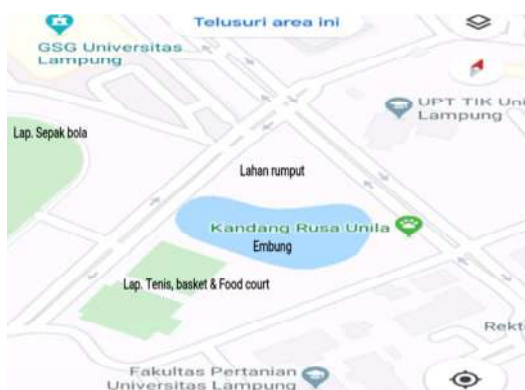 Telusuri area ini
GSG Universitas
Lampung
UPT TIK Uni
Lampung
Lap. Sepak bola
Lahan rumput
Kandang Rusa Unila
Embung
Lap. Tenis, basket & Food court
Rekt
Fakultas Pertanian
Universitas Lampung